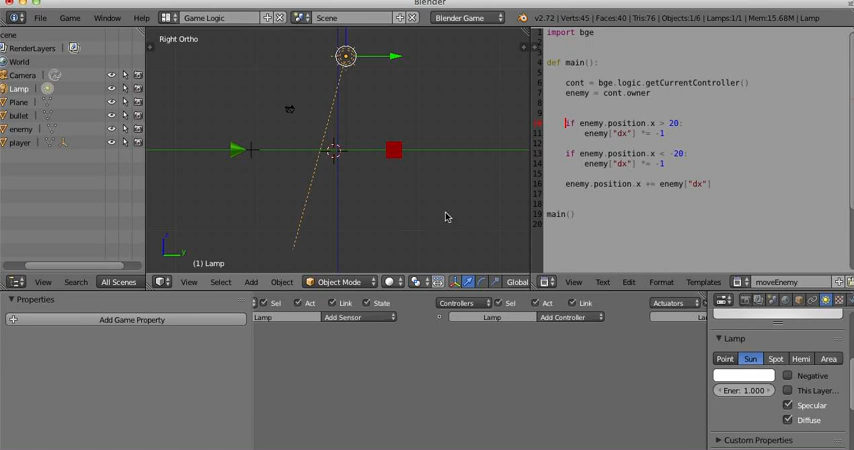 Blender
File Game Window Help Game Logic Scene Blender Game v2.72 | Verts:45 | Faces:40 | Tris:76 | Objects:1/6 | Lamps:1/1 | Mem:15.68M | Lamp
cene
RenderLayers
World
Camera
Lamp
Plane
bullet
enemy
player
View Search All Scenes
Right Ortho
z
y
(1) Lamp
View Select Add Object Object Mode Global
1 import bge
2
3
4 def main():
5
6 cont = bge.logic.getCurrentController()
7 enemy = cont.owner
8
9
10 if enemy.position.x > 20:
11 enemy["dx"] *= -1
12
13 if enemy.position.x < -20:
14 enemy["dx"] *= -1
15
16 enemy.position.x += enemy["dx"]
17
18
19 main()
20
View Text Edit Format Templates moveEnemy
Properties
Add Game Property
Sel Act Link State
Lamp Add Sensor
Controllers Sel Act Link
Lamp Add Controller
Actuators
La
Lamp
Point Sun Spot Hemi Area
Negative
Ener: 1.000 This Layer...
Specular
Diffuse
Custom Properties